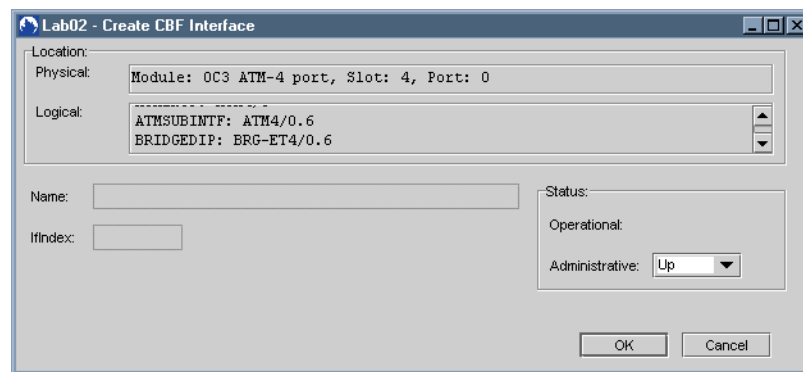 Lab02 - Create CBF Interface
Location:
Physical:
Module: OC3 ATM-4 port, Slot: 4, Port: 0
Logical:
ATMSUBINTF: ATM4/0.6
BRIDGEDIP: BRG-ET4/0.6
Name:
Status:
Operational:
IfIndex:
Administrative: Up
OK Cancel